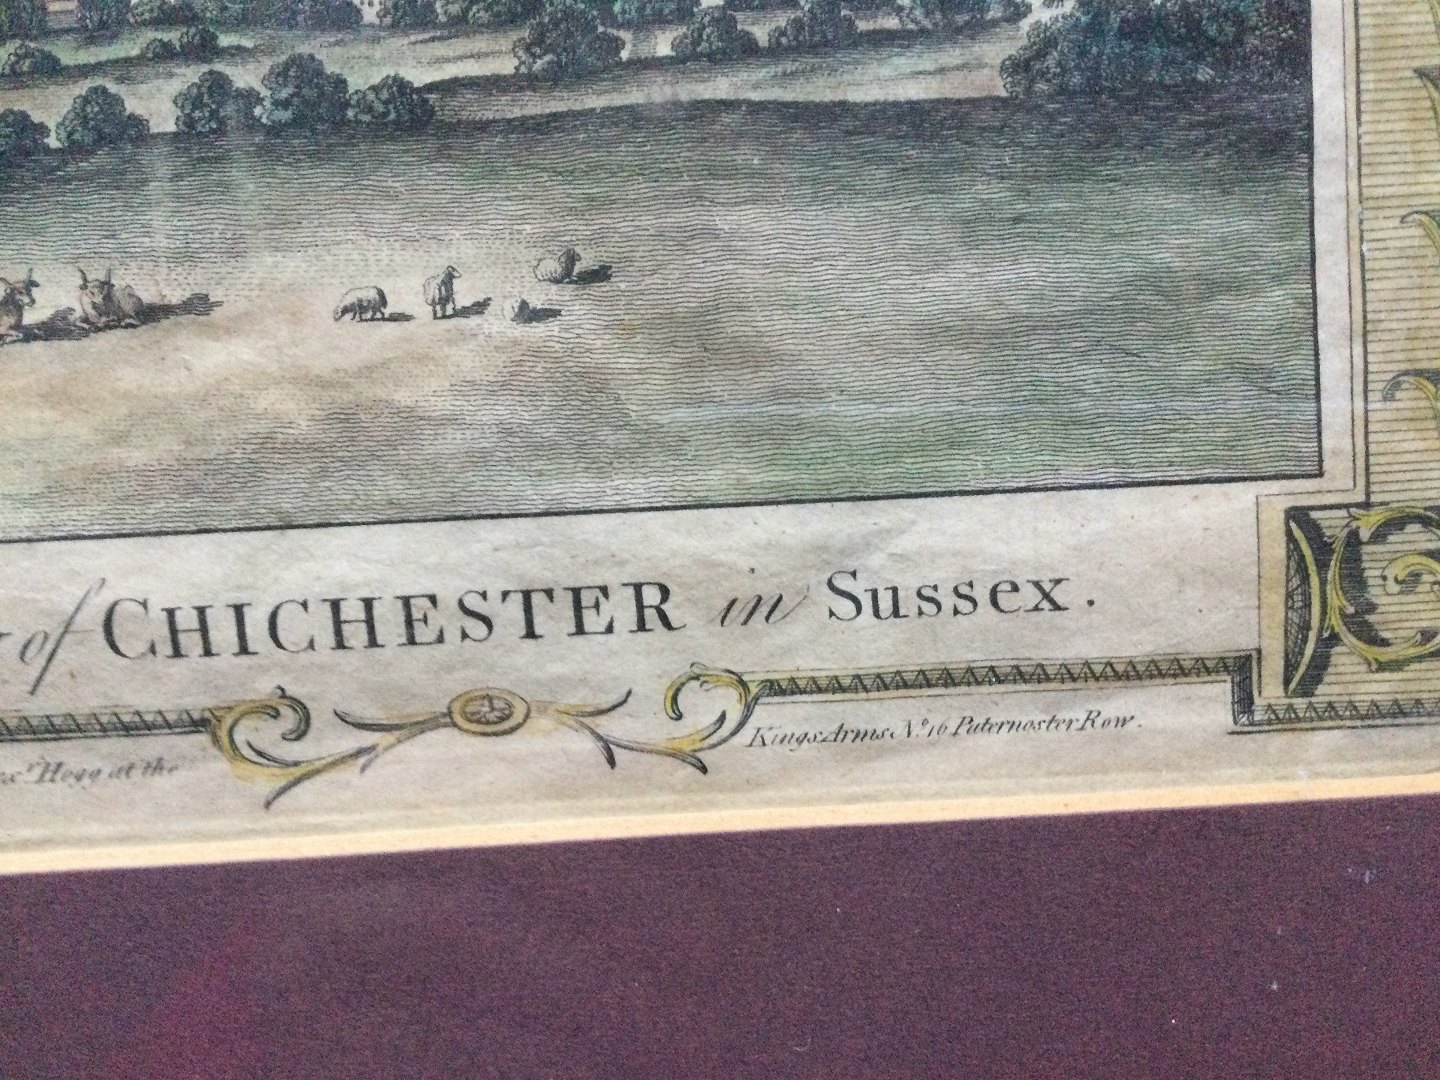 of CHICHESTER in Sussex.
Hogg at the Kings Arms No. 16 Paternoster Row.